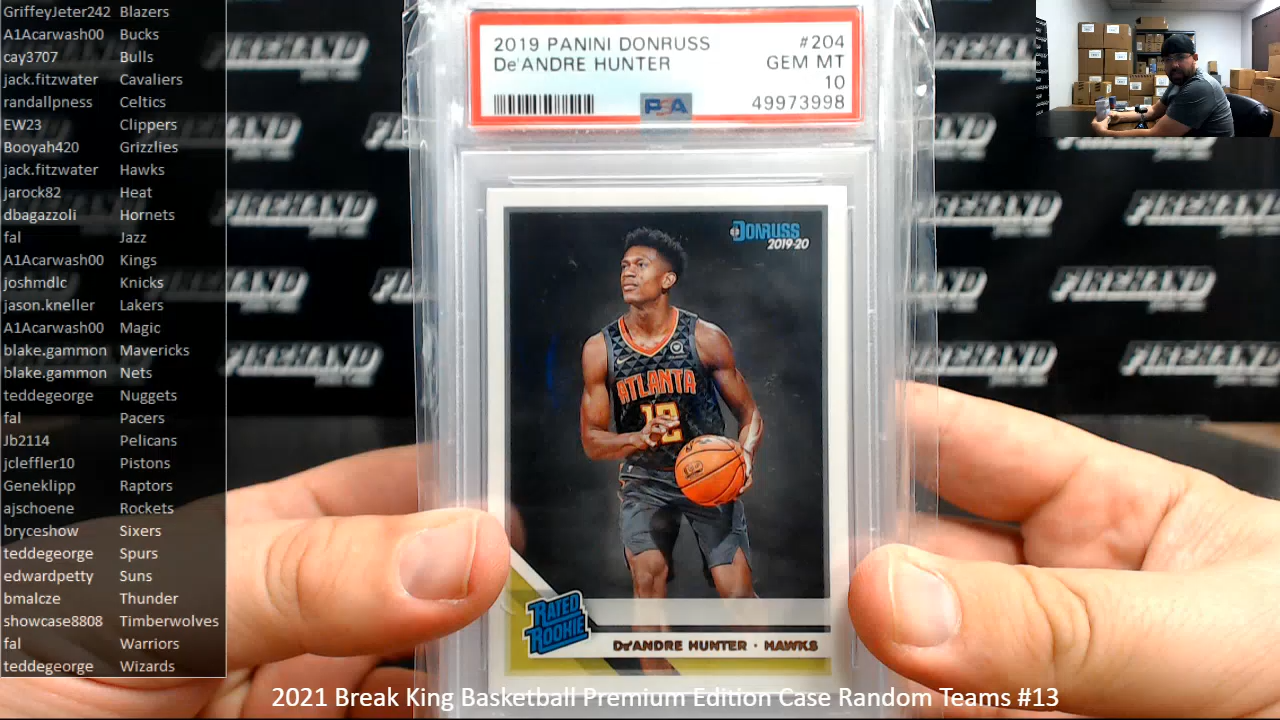 GriffeyJeter242 Blazers
A1Acarwash00 Bucks
cay3707 Bulls
jack.fitzwater Cavaliers
randallpness Celtics
EW23 Clippers
Booyah420 Grizzlies
jack.fitzwater Hawks
jarock82 Heat
dbagazzoli Hornets
fal Jazz
A1Acarwash00 Kings
joshmdlc Knicks
jason.kneller Lakers
A1Acarwash00 Magic
blake.gammon Mavericks
blake.gammon Nets
teddegeorge Nuggets
fal Pacers
Jb2114 Pelicans
jcleffler10 Pistons
Geneklipp Raptors
ajschoene Rockets
bryceshow Sixers
teddegeorge Spurs
edwardpetty Suns
bmalcze Thunder
showcase8808 Timberwolves
fal Warriors
teddegeorge Wizards
2019 PANINI DONRUSS #204
De'ANDRE HUNTER GEM MT
10
PSA 49973998
DONRUSS
2019-20
ATLANTA
12
RATED
ROOKIE
De'ANDRE HUNTER · HAWKS
FIREHAND
FIREHAND
FIREHAND
FIREHAND
FIREHAND
FIREHAND
2021 Break King Basketball Premium Edition Case Random Teams #13